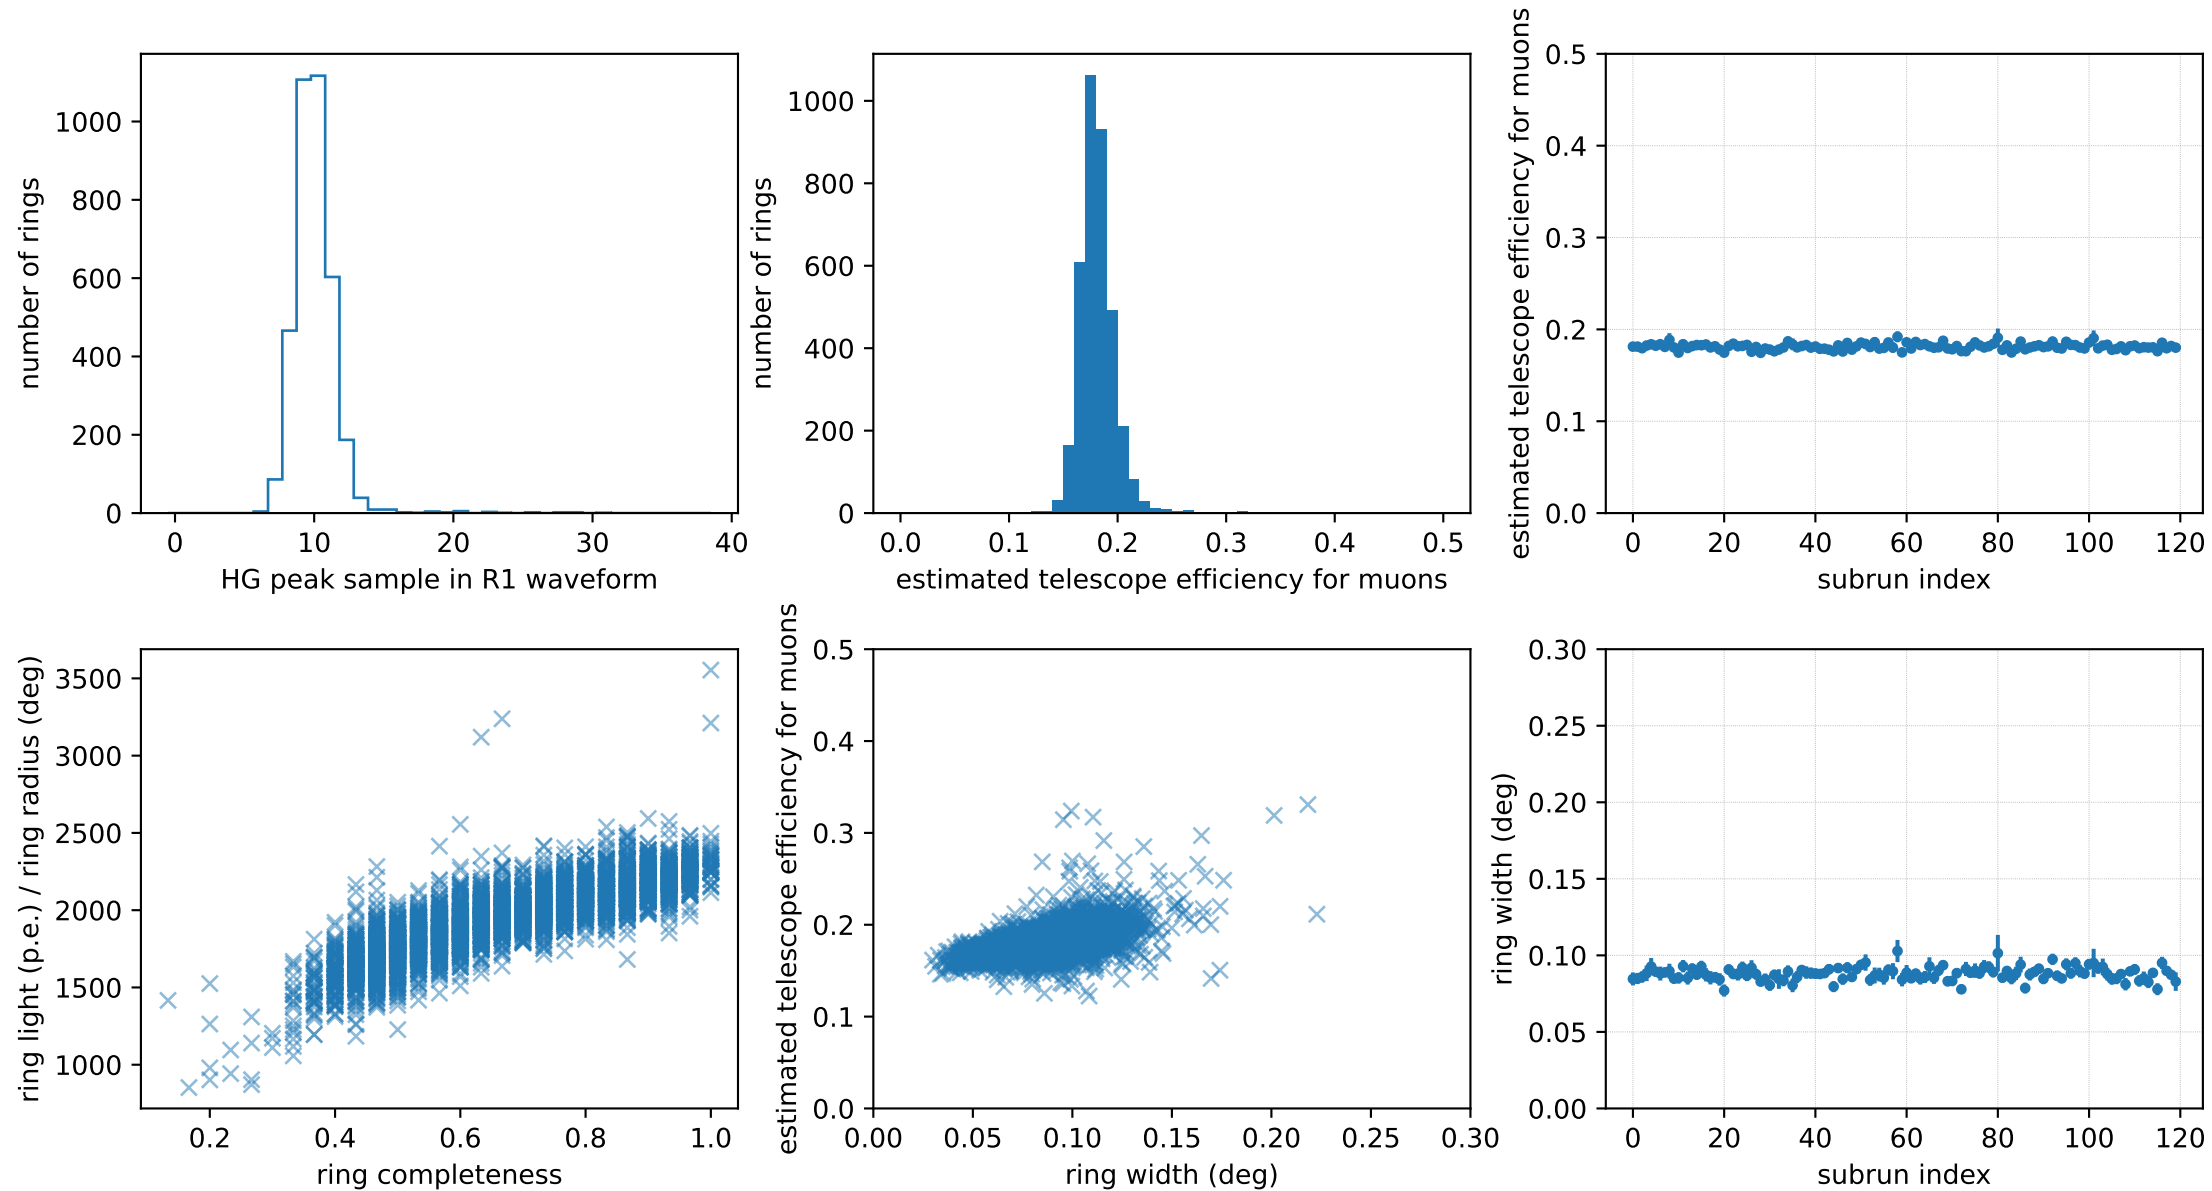 number of rings
1000
800
600
400
200
0
0 10 20 30 40
HG peak sample in R1 waveform
number of rings
1000
800
600
400
200
0
0.0 0.1 0.2 0.3 0.4 0.5
estimated telescope efficiency for muons
estimated telescope efficiency for muons
0.5
0.4
0.3
0.2
0.1
0.0
0 20 40 60 80 100 120
subrun index
ring light (p.e.) / ring radius (deg)
3500
3000
2500
2000
1500
1000
0.2 0.4 0.6 0.8 1.0
ring completeness
estimated telescope efficiency for muons
0.5
0.4
0.3
0.2
0.1
0.0
0.00 0.05 0.10 0.15 0.20 0.25 0.30
ring width (deg)
ring width (deg)
0.30
0.25
0.20
0.15
0.10
0.05
0.00
0 20 40 60 80 100 120
subrun index